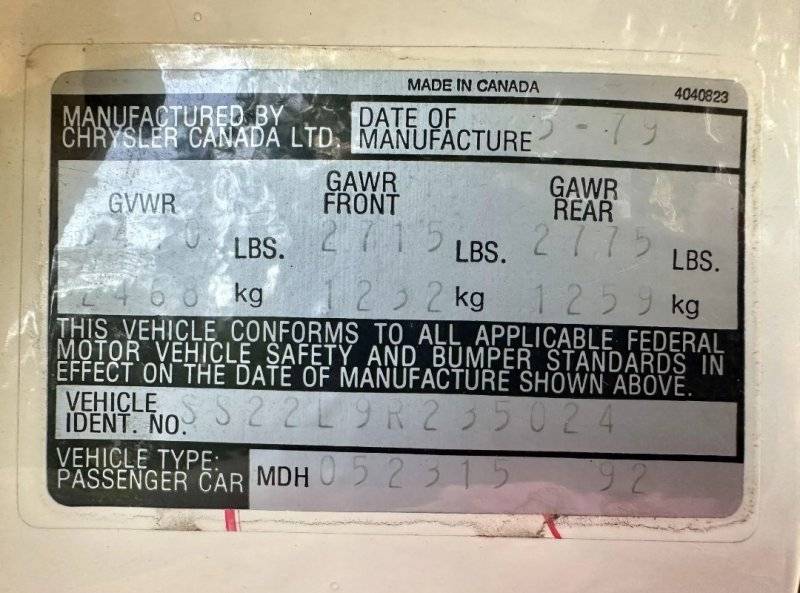 MADE IN CANADA
4040823
MANUFACTURED BY
CHRYSLER CANADA LTD.
DATE OF
MANUFACTURE 5-79
GVWR
GAWR
FRONT
GAWR
REAR
LBS. 2715 LBS. 2775 LBS.
2468 kg 1232 kg 1259 kg
THIS VEHICLE CONFORMS TO ALL APPLICABLE FEDERAL
MOTOR VEHICLE SAFETY AND BUMPER STANDARDS IN
EFFECT ON THE DATE OF MANUFACTURE SHOWN ABOVE.
VEHICLE
IDENT. NO. SS22L9R235024
VEHICLE TYPE:
PASSENGER CAR
MDH 052315 92